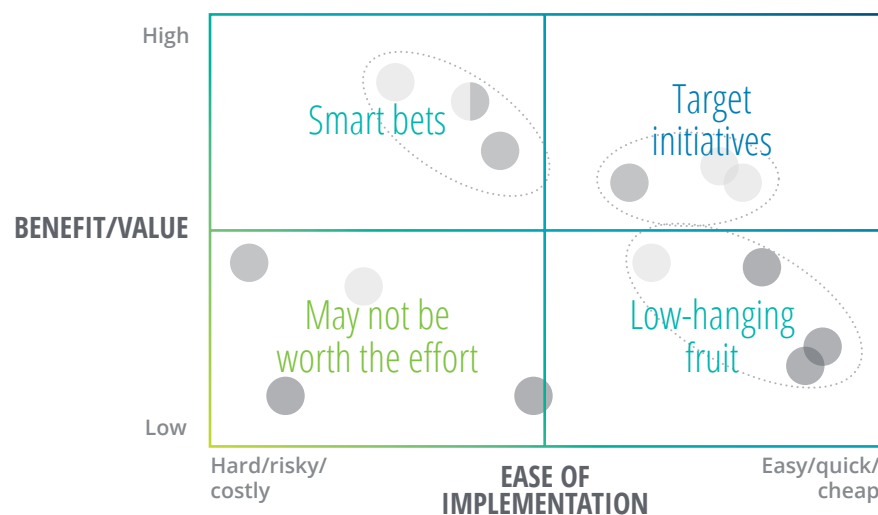 High
Smart bets
Target
initiatives
BENEFIT/VALUE
May not be
worth the effort
Low-hanging
fruit
Low
Hard/risky/
costly
EASE OF
IMPLEMENTATION
Easy/quick/
cheap